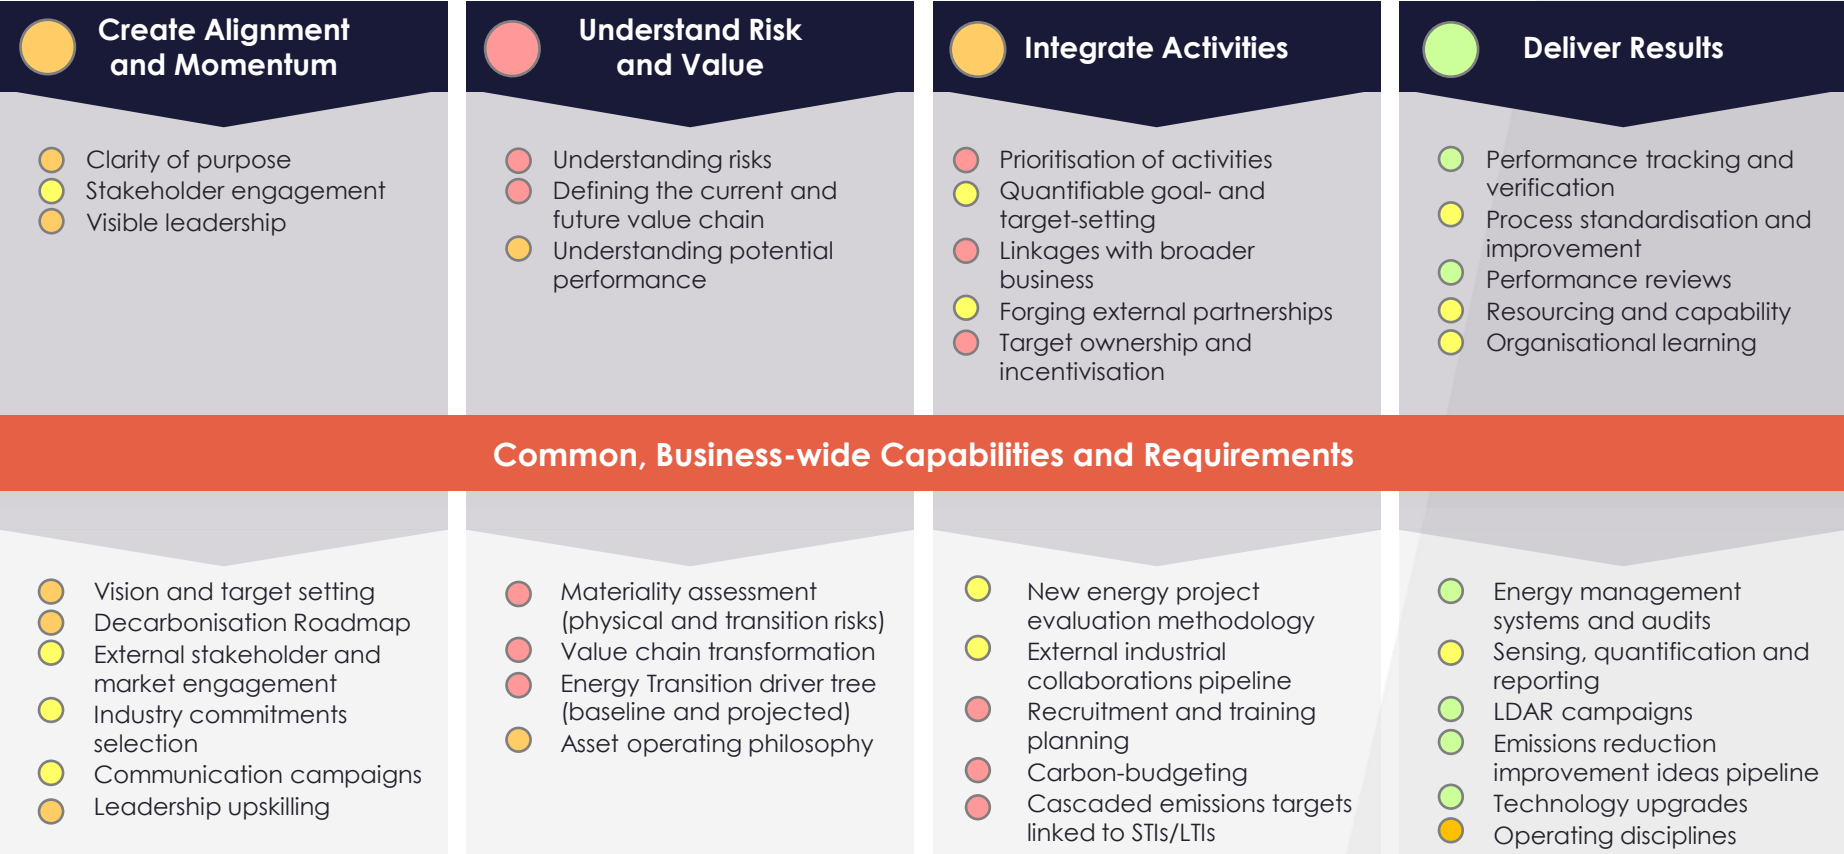 Create Alignment
and Momentum
Clarity of purpose
Stakeholder engagement
Visible leadership
Understand Risk
and Value
Understanding risks
Defining the current and
future value chain
Understanding potential
performance
Integrate Activities
Prioritisation of activities
Quantifiable goal- and
target-setting
Linkages with broader
business
Forging external partnerships
Target ownership and
incentivisation
Deliver Results
Performance tracking and
verification
Process standardisation and
improvement
Performance reviews
Resourcing and capability
Organisational learning
Common, Business-wide Capabilities and Requirements
Vision and target setting
Decarbonisation Roadmap
External stakeholder and
market engagement
Industry commitments
selection
Communication campaigns
Leadership upskilling
Materiality assessment
(physical and transition risks)
Value chain transformation
Energy Transition driver tree
(baseline and projected)
Asset operating philosophy
New energy project
evaluation methodology
External industrial
collaborations pipeline
Recruitment and training
planning
Carbon-budgeting
Cascaded emissions targets
linked to STIs/LTIs
Energy management
systems and audits
Sensing, quantification and
reporting
LDAR campaigns
Emissions reduction
improvement ideas pipeline
Technology upgrades
Operating disciplines